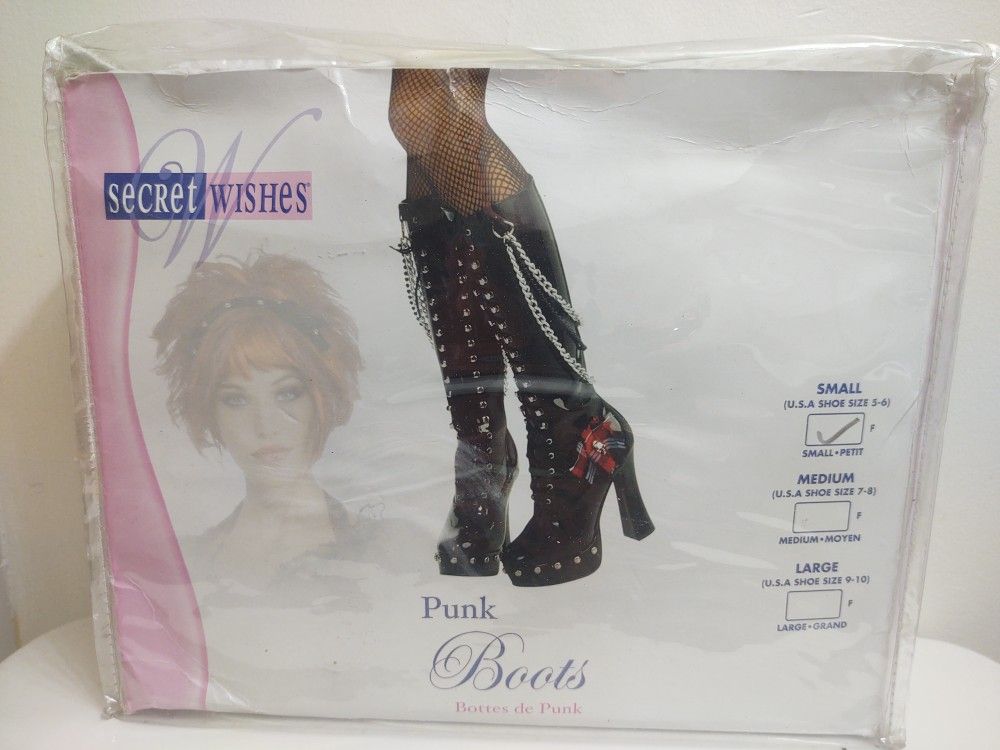 SECRET WISHES®
SMALL
(U.S.A SHOE SIZE 5-6)
F
SMALL•PETIT
MEDIUM
(U.S.A SHOE SIZE 7-8)
F
MEDIUM•MOYEN
LARGE
(U.S.A SHOE SIZE 9-10)
F
LARGE•GRAND
Punk
Boots
Bottes de Punk